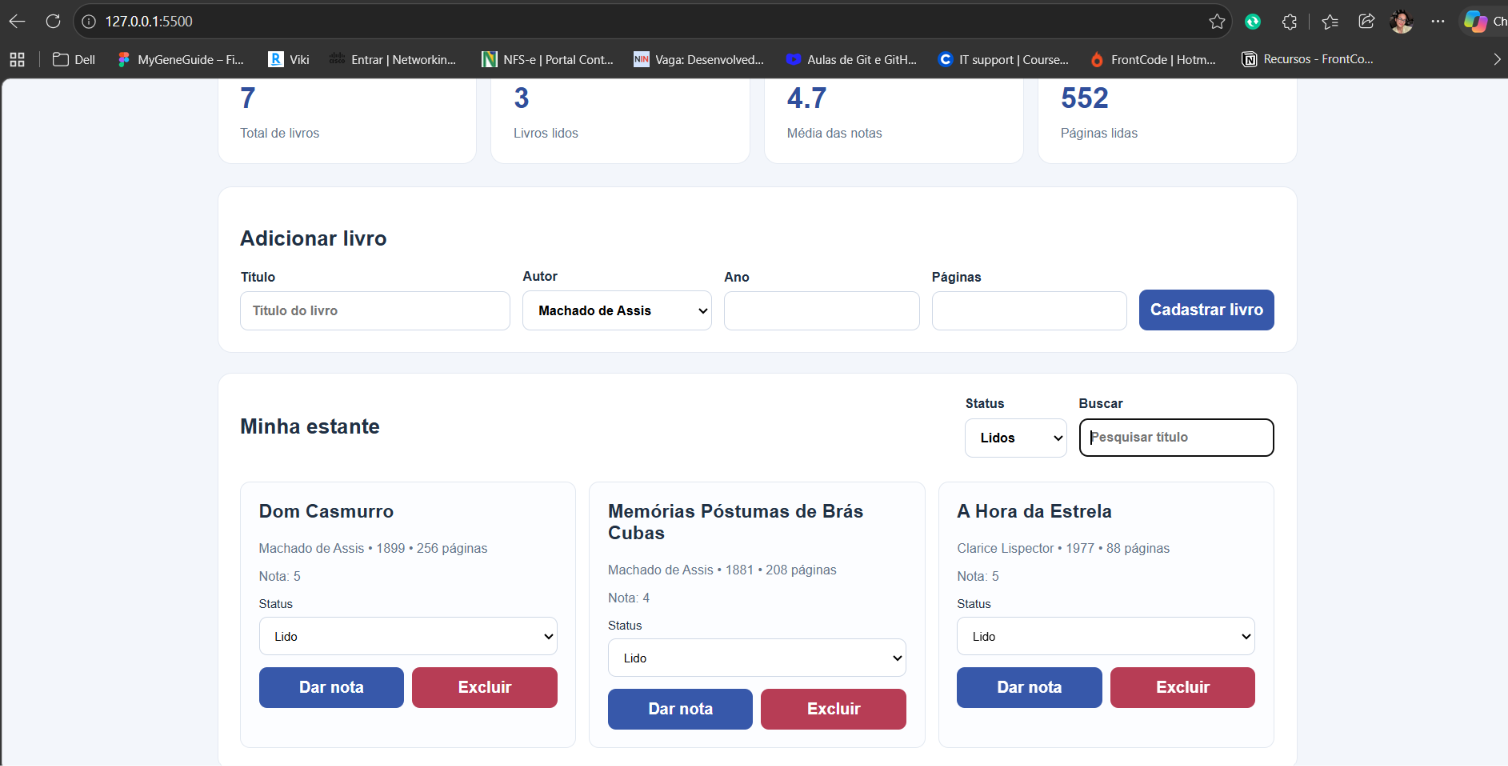 127.0.0.1:5500
Ch
Dell
MyGeneGuide – Fi...
Viki
Entrar | Networkin...
NFS-e | Portal Cont...
Vaga: Desenvolved...
Aulas de Git e GitH...
IT support | Course...
FrontCode | Hotm...
Recursos - FrontCo...
7
Total de livros
3
Livros lidos
4.7
Média das notas
552
Páginas lidas
Adicionar livro
Título
Autor
Ano
Páginas
Título do livro
Machado de Assis
Cadastrar livro
Minha estante
Status
Buscar
Lidos
Pesquisar título
Dom Casmurro
Machado de Assis • 1899 • 256 páginas
Nota: 5
Status
Lido
Dar nota
Excluir
Memórias Póstumas de Brás
Cubas
Machado de Assis • 1881 • 208 páginas
Nota: 4
Status
Lido
Dar nota
Excluir
A Hora da Estrela
Clarice Lispector • 1977 • 88 páginas
Nota: 5
Status
Lido
Dar nota
Excluir